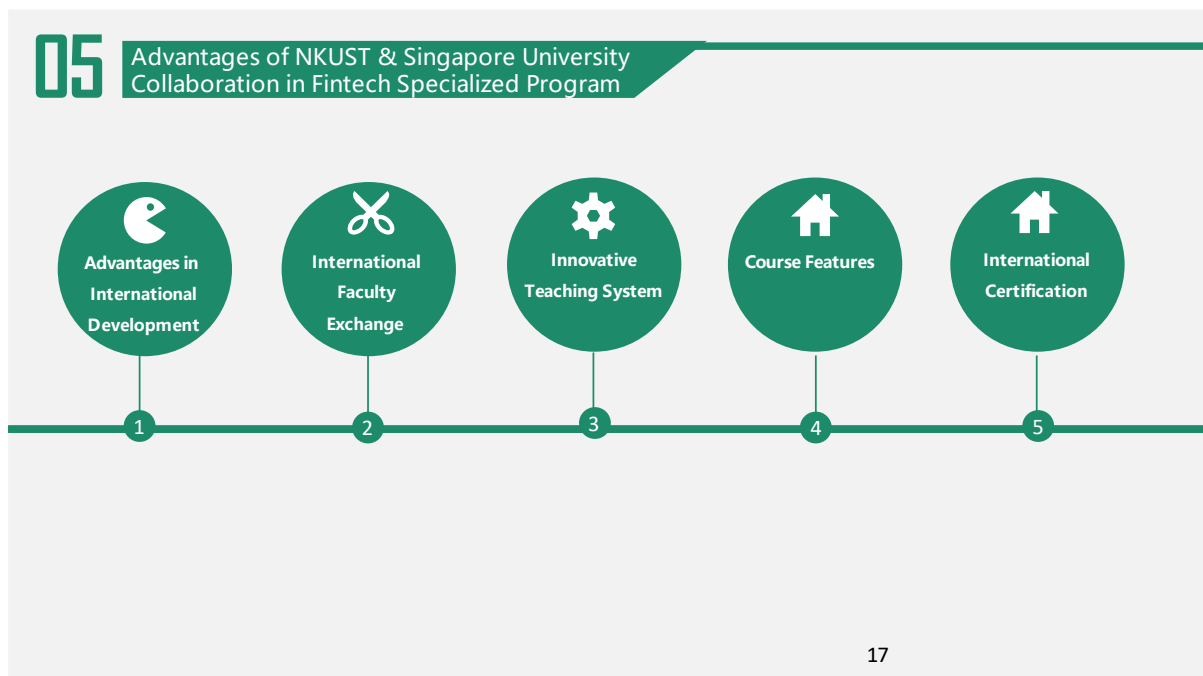 05
Advantages of NKUST & Singapore University
Collaboration in Fintech Specialized Program
Advantages in
International
Development
International
Faculty
Exchange
Innovative
Teaching System
Course Features
International
Certification
1
2
3
4
5
17